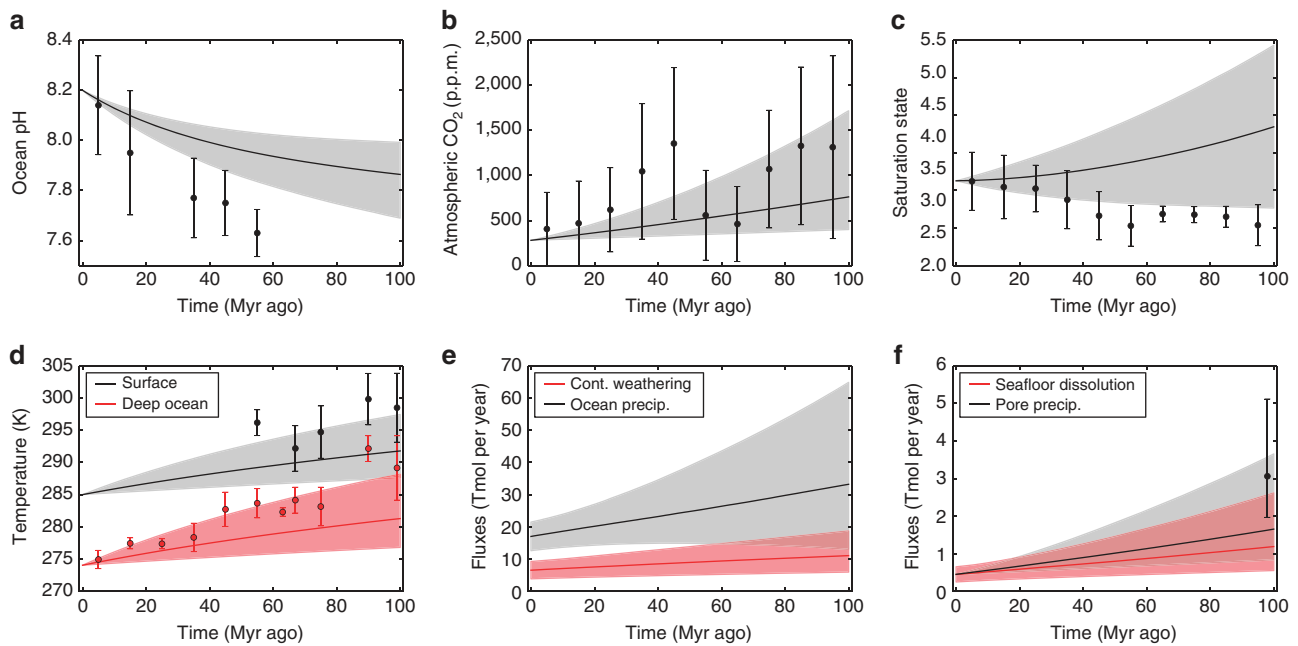 a
8.4
8.2
8.0
7.8
7.6
Ocean pH
0 20 40 60 80 100
Time (Myr ago)
b
2,500
2,000
1,500
1,000
500
0
Atmospheric CO2 (p.p.m.)
0 20 40 60 80 100
Time (Myr ago)
c
5.5
5.0
4.5
3.5
3.0
2.5
2.0
Saturation state
0 20 40 60 80 100
Time (Myr ago)
d
305
300
295
290
285
280
275
270
Temperature (K)
Surface
Deep ocean
0 20 40 60 80 100
Time (Myr ago)
e
70
60
50
40
30
20
10
0
Fluxes (Tmol per year)
Cont. weathering
Ocean precip.
0 20 40 60 80 100
Time (Myr ago)
f
6
5
4
3
2
1
0
Fluxes (Tmol per year)
Seafloor dissolution
Pore precip.
0 20 40 60 80 100
Time (Myr ago)